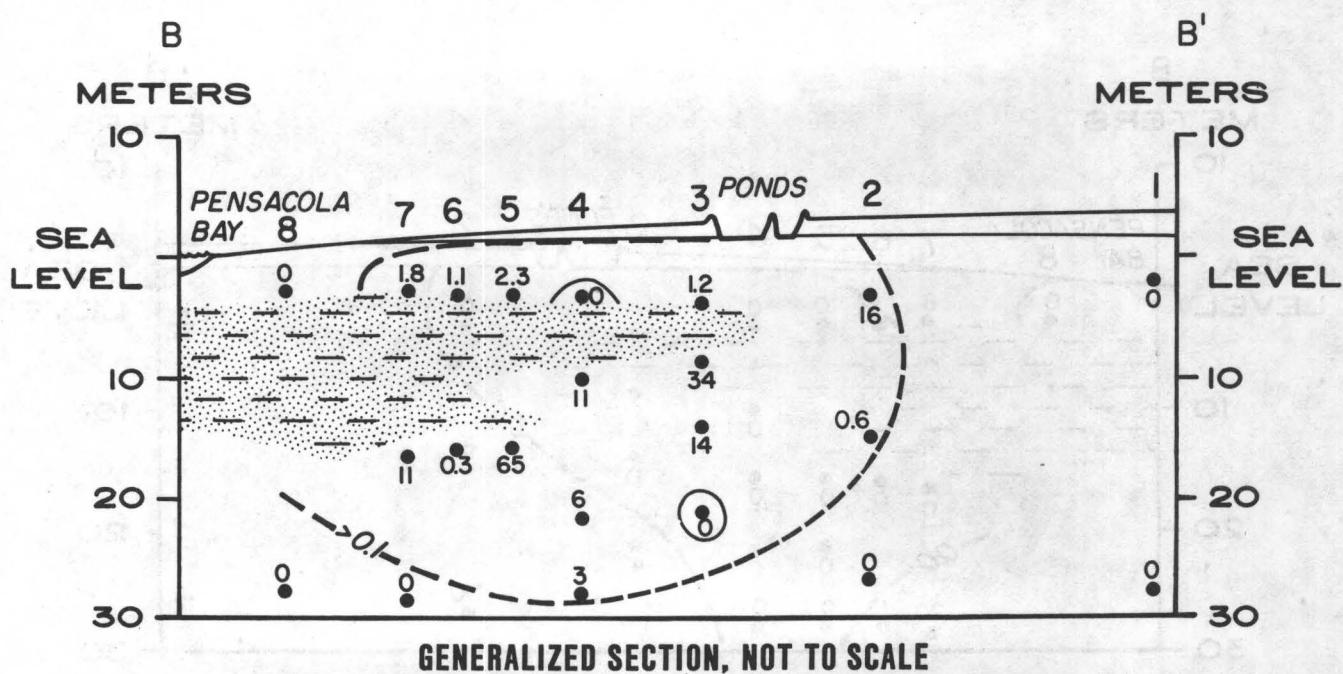 B B'
METERS METERS
10 10
PENSACOLA BAY 8 7 6 5 4 3 PONDS 2 1
SEA LEVEL SEA LEVEL
0 1.8 1.1 2.3 0 1.2 16 0
10 11 34 10
14 0.6
11 0.3 65
20 6 0 20
>0.1
0 0 3 0 0
30 30
GENERALIZED SECTION, NOT TO SCALE